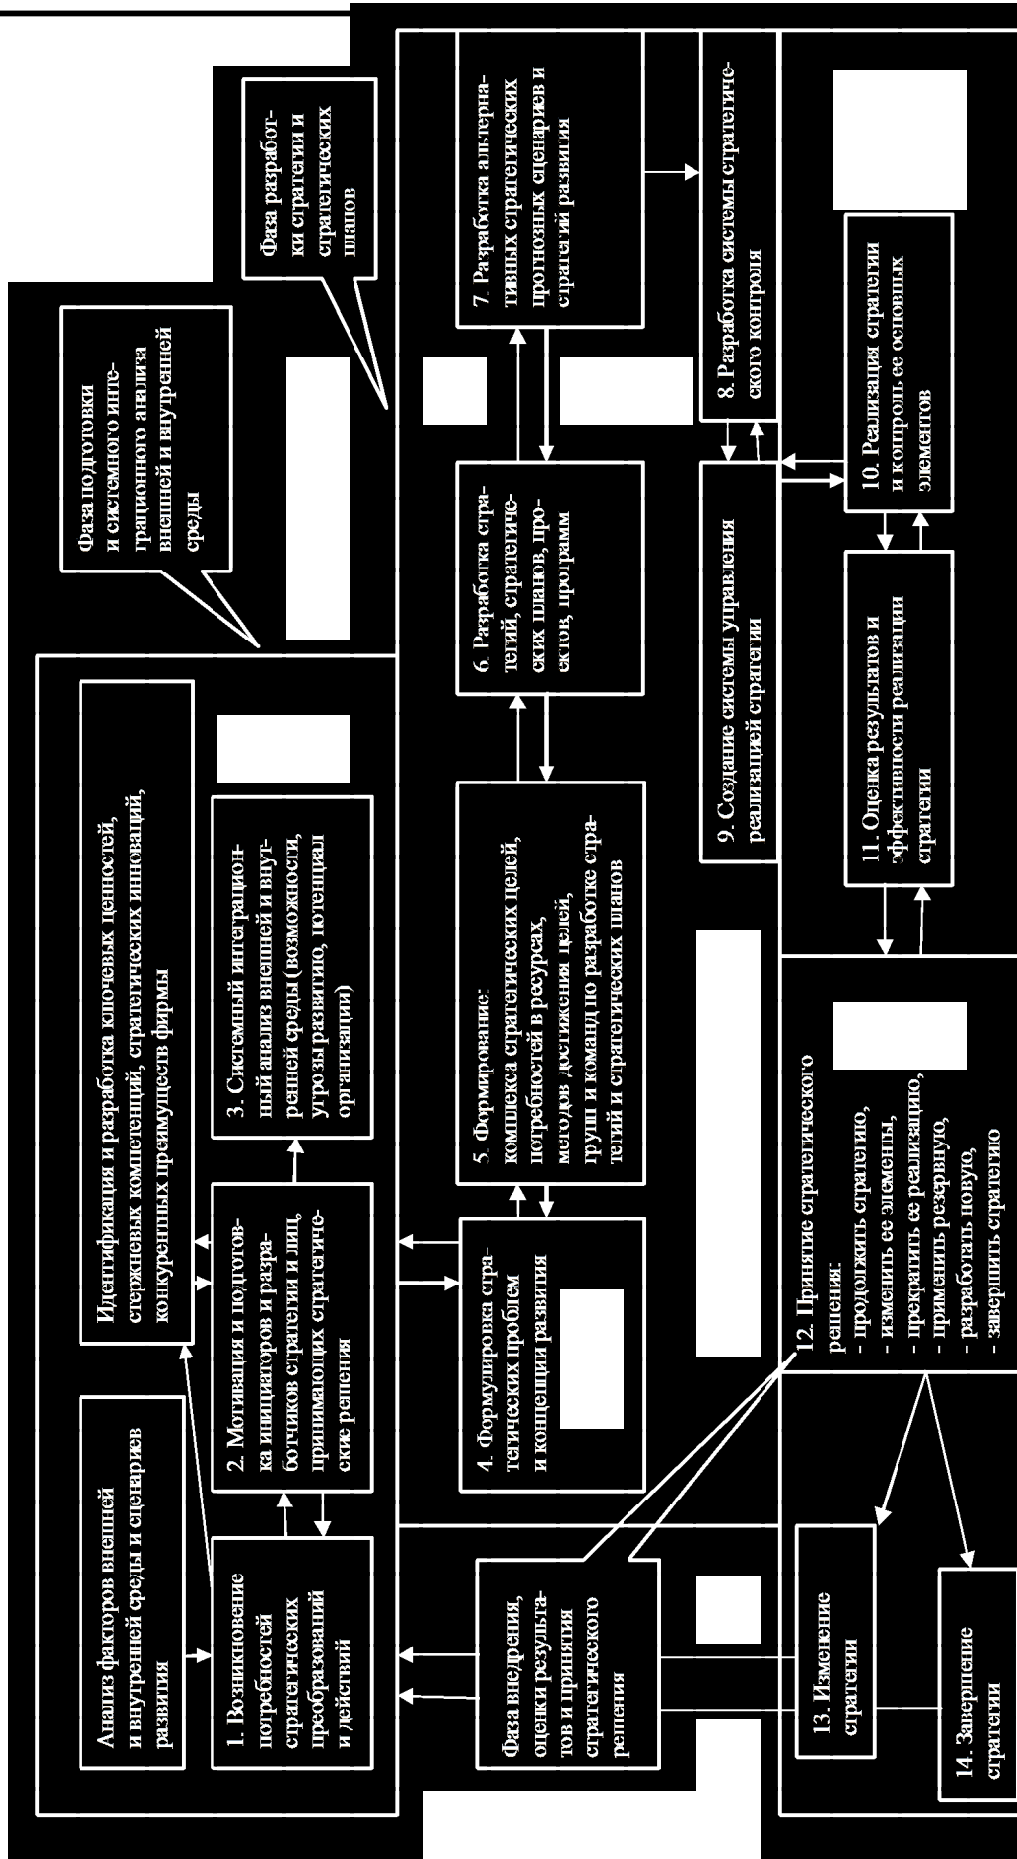 Анализ факторов внешней
и внутренней среды и сценариев
развития
Идентификация и разработка ключевых ценностей,
стержневых компетенций, стратегических инноваций,
конкурентных преимуществ фирмы
Фаза подготовки
и системного инте-
грационного анализа
внешней и внутренней
среды
1. Возникновение
потребностей
стратегических
преобразований
и действий
2. Мотивация и подготов-
ка инициаторов и разра-
ботчиков стратегии и лиц,
принимающих стратегиче-
ские решения
3. Системный интеграцион-
ный анализ внешней и внут-
ренней среды (возможности,
угрозы развитию, потенциал
организации)
Фаза разработ-
ки стратегии и
стратегических
планов
4. Формулировка стра-
тегических проблем
и концепции развития
5. Формирование:
комплекса стратегических целей,
потребностей в ресурсах,
методов достижения целей,
групп и команд по разработке стра-
тегий и стратегических планов
6. Разработка стра-
тегий, стратегиче-
ских планов, про-
ектов, программ
7. Разработка альтерна-
тивных стратегических
прогнозных сценариев и
стратегий развития
8. Разработка системы стратегиче-
ского контроля
9. Создание системы управления
реализацией стратегии
Фаза внедрения,
оценки результа-
тов и принятия
стратегического
решения
10. Реализация стратегии
и контроль ее основных
элементов
11. Оценка результатов и
эффективности реализации
стратегии
12. Принятие стратегического
решения:
- продолжить стратегию,
- изменить ее элементы,
- прекратить ее реализацию,
- применить резервную,
- разработать новую,
- завершить стратегию
13. Изменение
стратегии
14. Завершение
стратегии